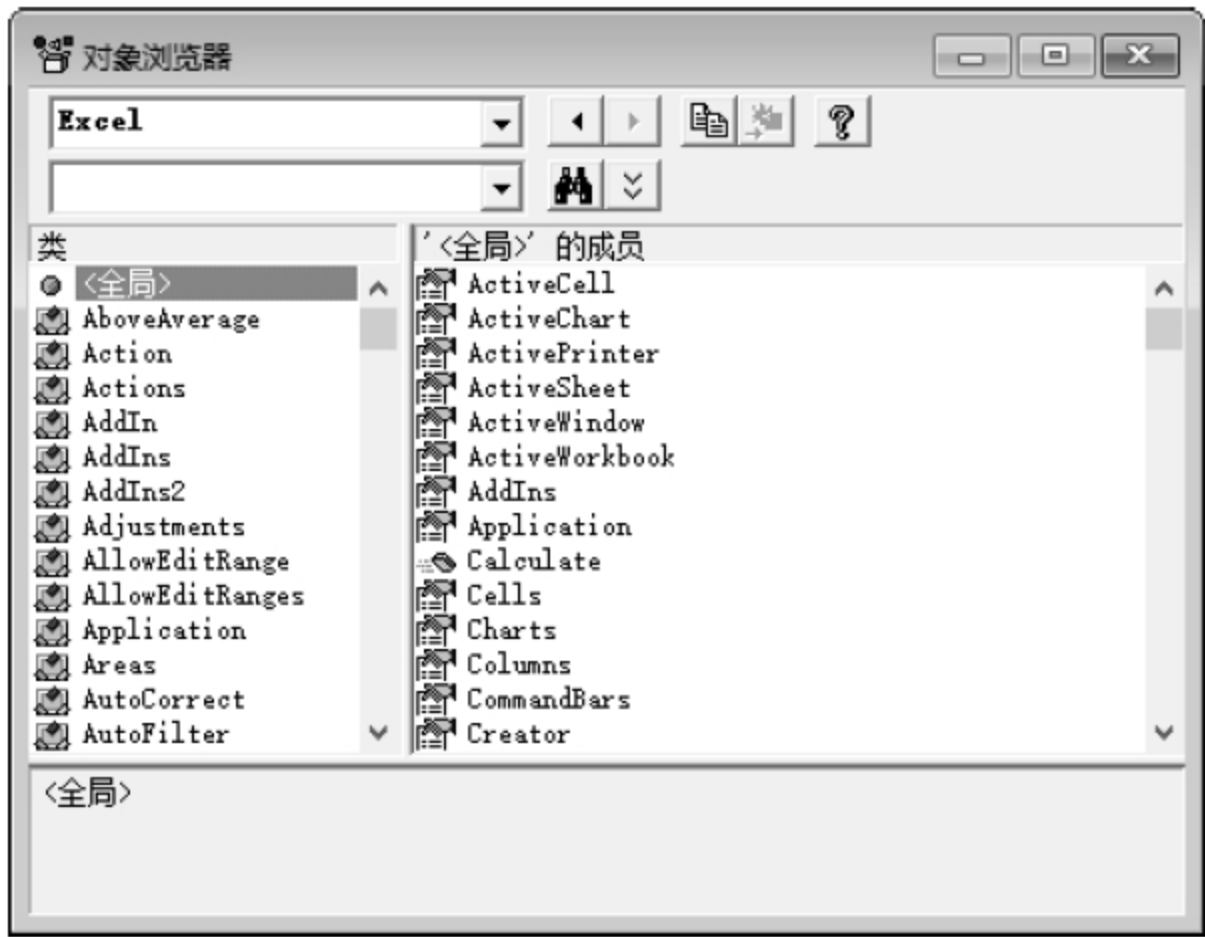 对象浏览器
Excel
类
<全局>
AboveAverage
Action
Actions
AddIn
AddIns
AddIns2
Adjustments
AllowEditRange
AllowEditRanges
Application
Areas
AutoCorrect
AutoFilter
'<全局>' 的成员
ActiveCell
ActiveChart
ActivePrinter
ActiveSheet
ActiveWindow
ActiveWorkbook
AddIns
Application
Calculate
Cells
Charts
Columns
CommandBars
Creator
<全局>